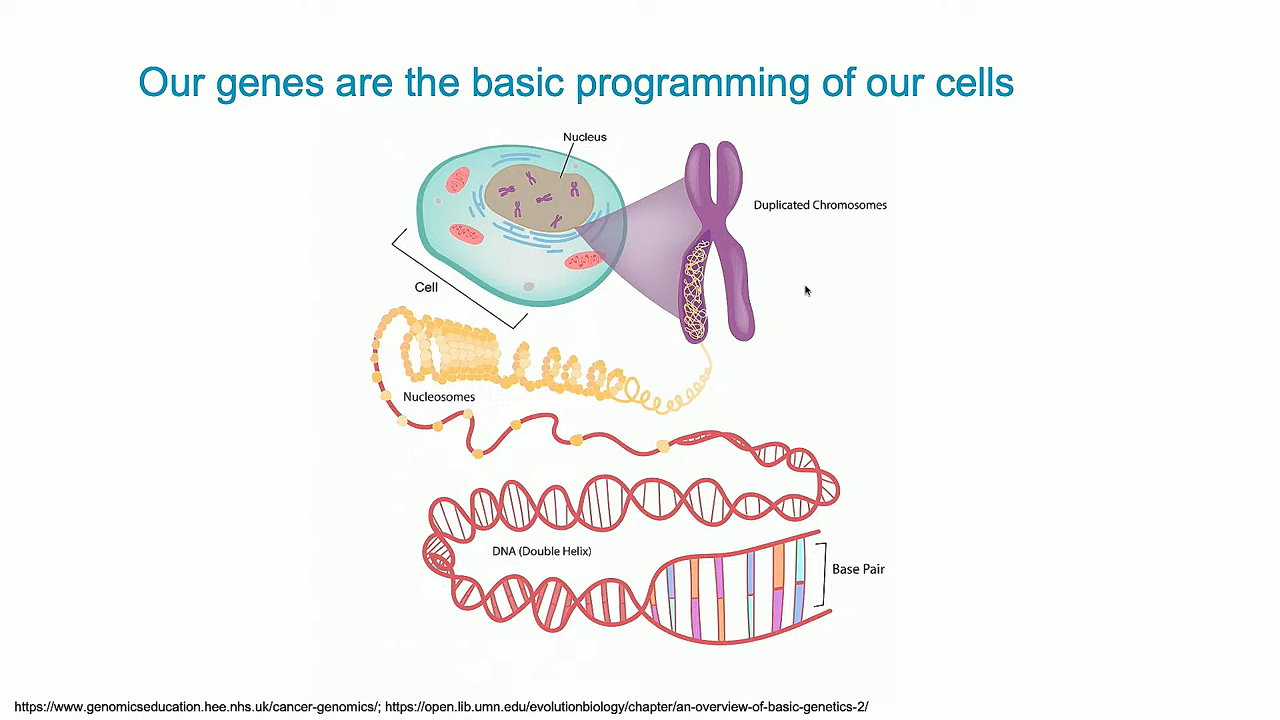 Our genes are the basic programming of our cells
Nucleus
Duplicated Chromosomes
Cell
Nucleosomes
DNA (Double Helix)
Base Pair
https://www.genomicseducation.hee.nhs.uk/cancer-genomics/; https://open.lib.umn.edu/evolutionbiology/chapter/an-overview-of-basic-genetics-2/